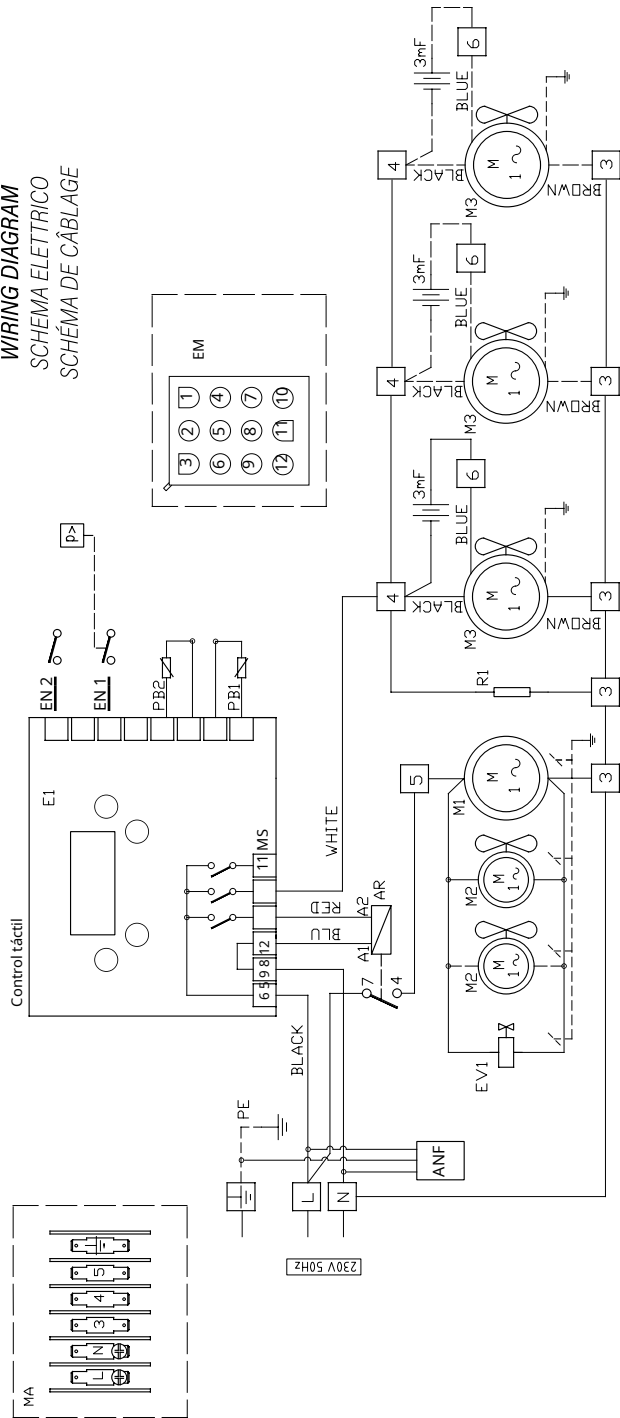 WIRING DIAGRAM
SCHEMA ELETTRICO
SCHÉMA DE CÂBLAGE
MA
L
N
3
4
5
EM
3
2
1
6
5
4
9
8
7
12
11
10
Control táctil
E1
EN 2
EN 1
p>
PB2
PB1
6 5
9 8
12
11 MS
BLACK
BLU
RED
WHITE
A1
A2
AR
7
4
PE
230V 50Hz
L
N
ANF
EV1
M2
M
1
M2
M
1
M1
M
1
5
3
R1
3
4
BLACK
3mF
BLUE
6
M3
M
1
BROWN
3
4
BLACK
3mF
BLUE
6
M3
M
1
BROWN
3
4
BLACK
3mF
BLUE
6
M3
M
1
BROWN
3